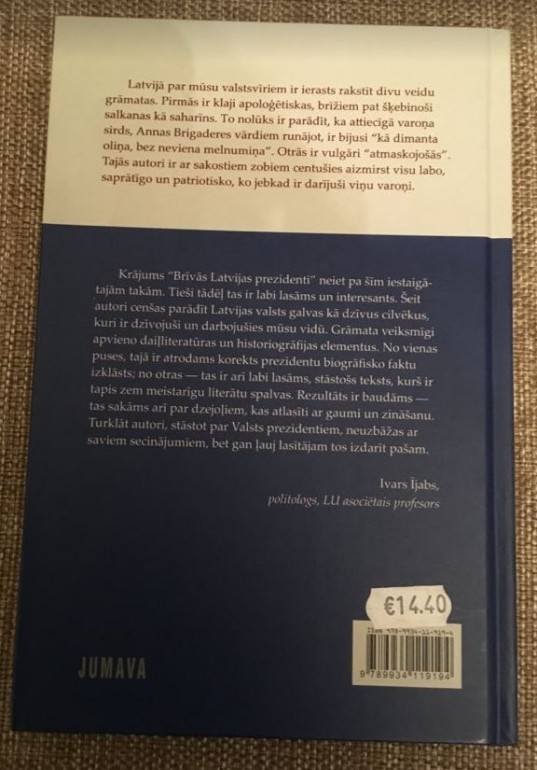 Latvijā par mūsu valstsvīriem ir ierasts rakstīt divu veidu
grāmatas. Pirmās ir klaji apoloģētiskas, brīžiem pat šķebinoši
salkanas kā saharīns. To nolūks ir parādīt, ka attiecīgā varoņa
sirds, Annas Brigaderes vārdiem runājot, ir bijusi “kā dimanta
oliņa, bez neviena melnumiņa”. Otrās ir vulgāri “atmaskojošās”.
Tajās autori ir ar sakostiem zobiem centušies aizmirst visu labo,
saprātīgo un patriotisko, ko jebkad ir darījuši viņu varoņi.
Krājums “Brīvās Latvijas prezidenti” neiet pa šīm iestaigā-
tajām takām. Tieši tādēļ tas ir labi lasāms un interesants. Šeit
autori cenšas parādīt Latvijas valsts galvas kā dzīvus cilvēkus,
kuri ir dzīvojuši un darbojušies mūsu vidū. Grāmata veiksmīgi
apvieno daiļliteratūras un historiogrāfijas elementus. No vienas
puses, tajā ir atrodams korekts prezidentu biogrāfisko faktu
izklāsts; no otras — tas ir arī labi lasāms, stāstošs teksts, kurš ir
tapis zem meistarīgu literātu spalvas. Rezultāts ir baudāms —
tas sakāms arī par dzejoļiem, kas atlasīti ar gaumi un zināšanu.
Turklāt autori, stāstot par Valsts prezidentiem, neuzbāžas ar
saviem secinājumiem, bet gan ļauj lasītājam tos izdarīt pašam.
Ivars Ījabs,
politologs, LU asociētais profesors
€14.40
ISBN 978-9934-11-919-4
9 789934 119194
JUMAVA